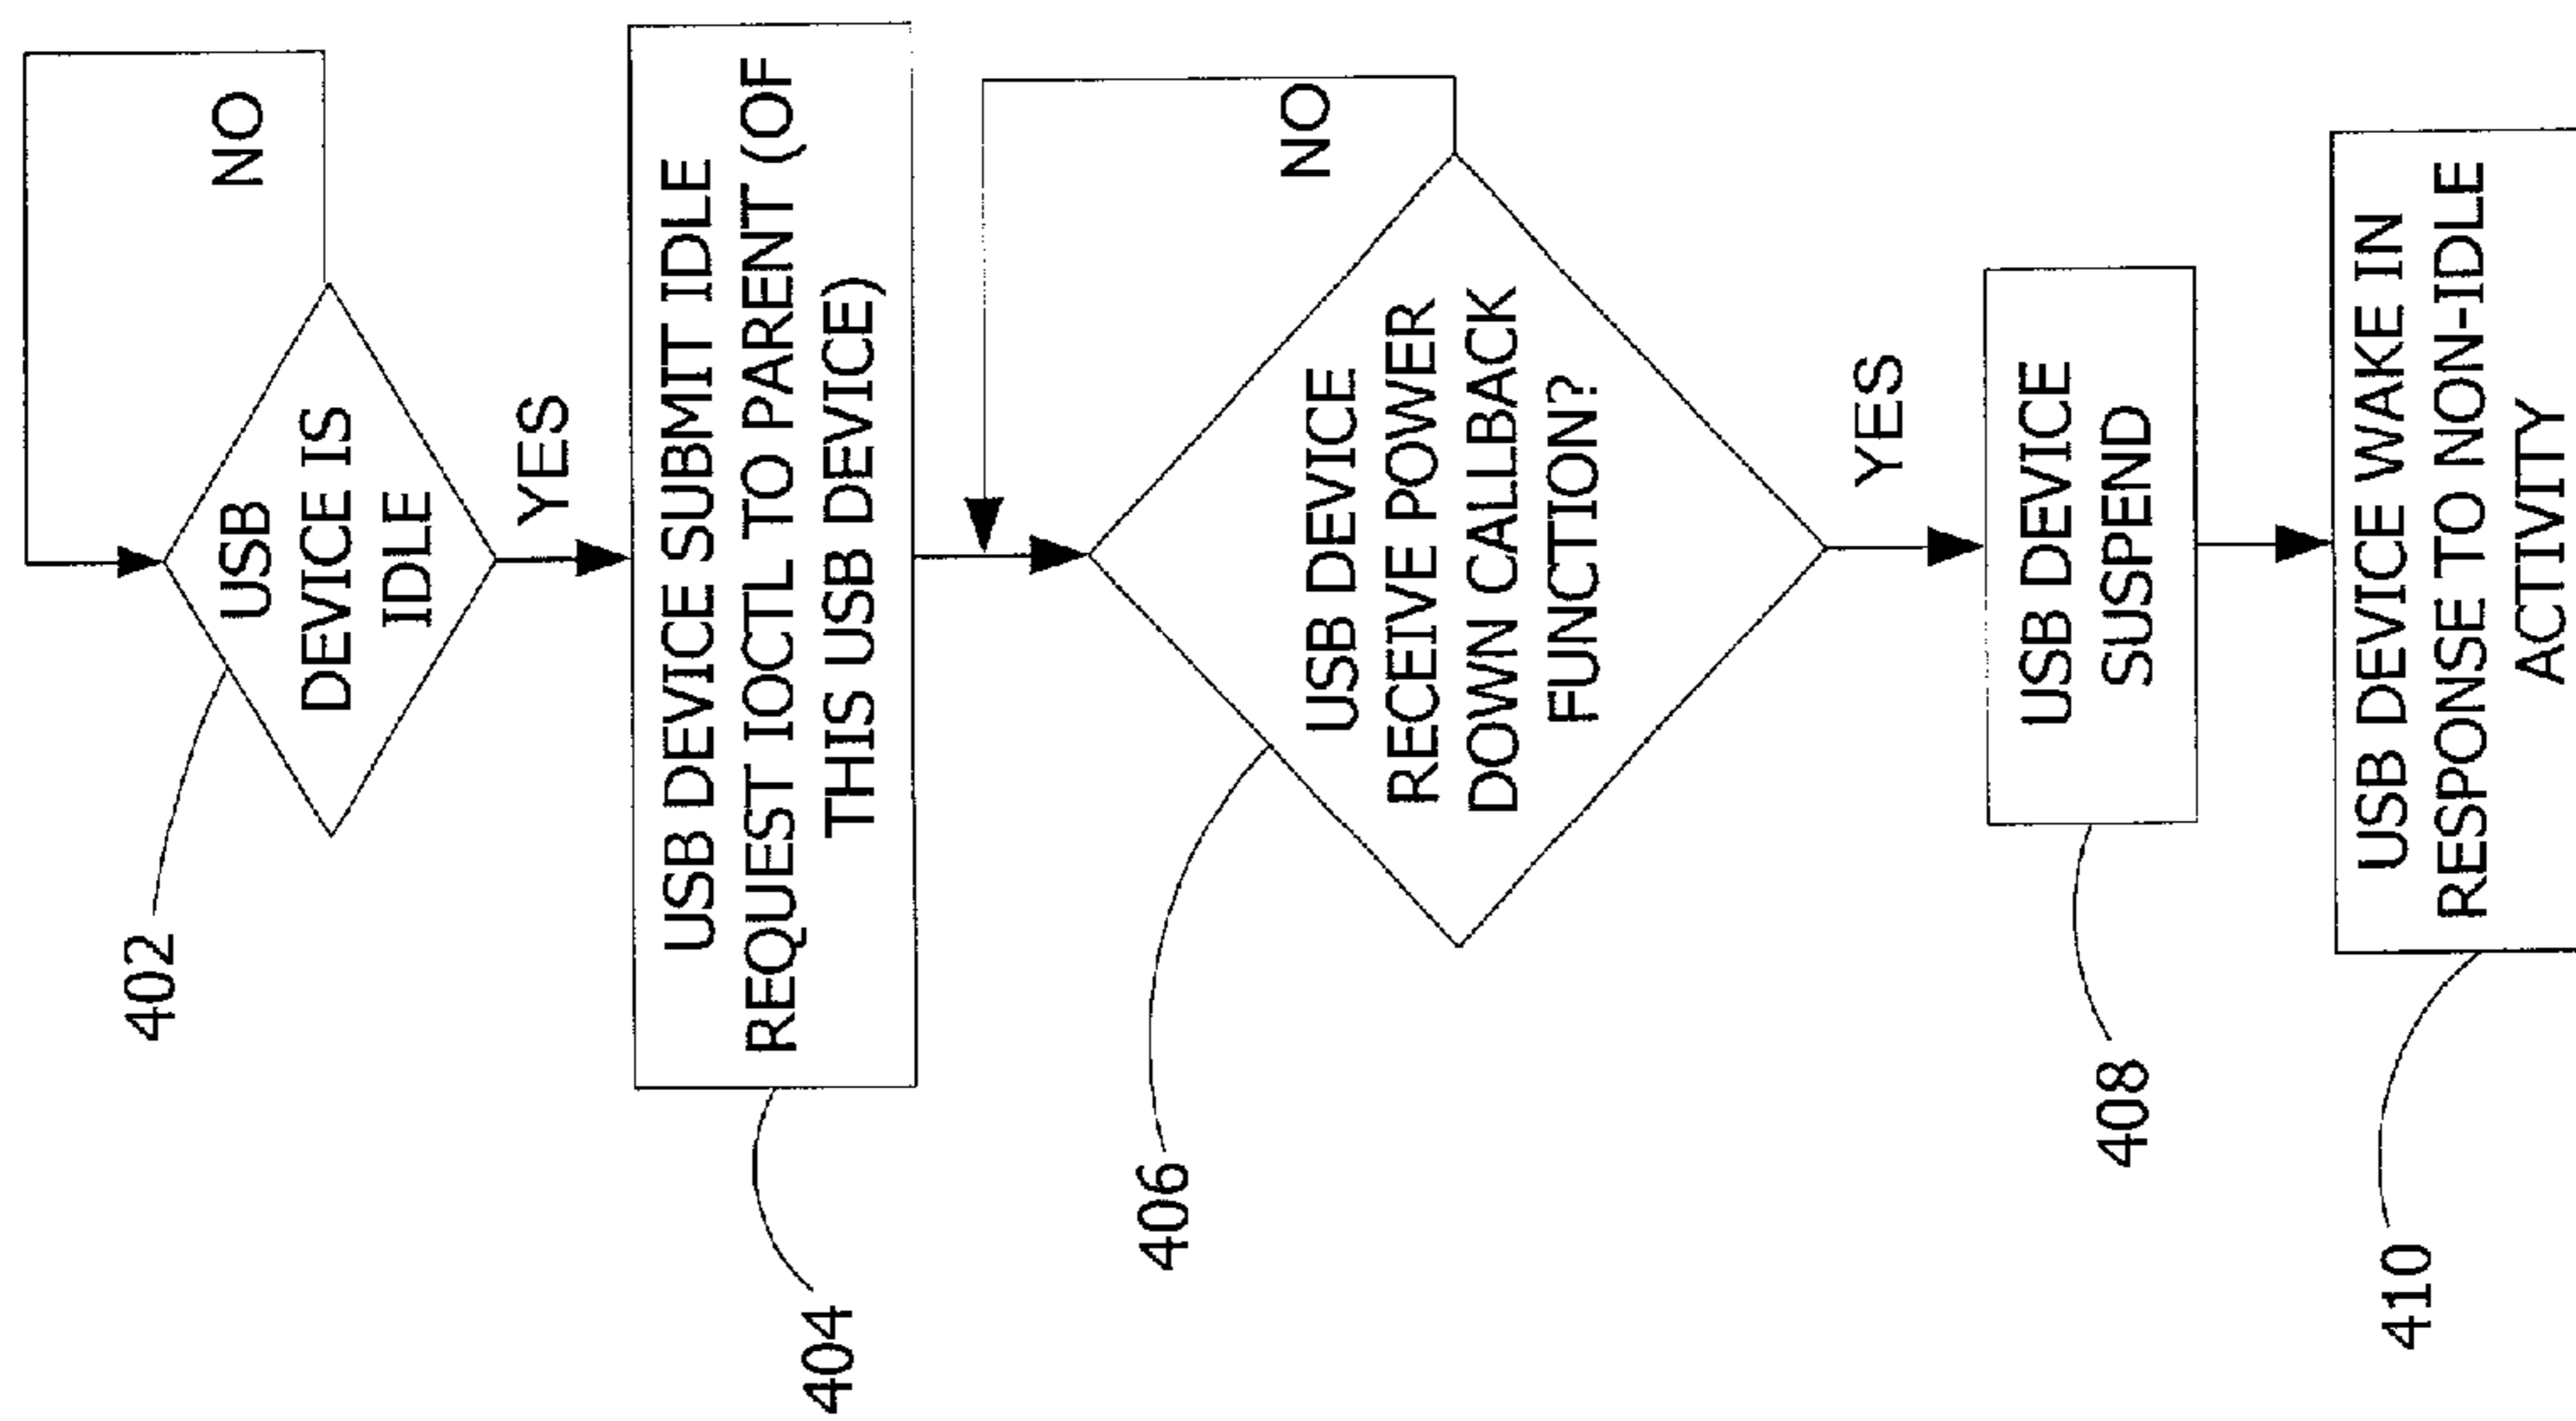 NO
402
USB
DEVICE IS
IDLE
YES
404
USB DEVICE SUBMIT IDLE
REQUEST IOCTL TO PARENT (OF
THIS USB DEVICE)
NO
406
USB DEVICE
RECEIVE POWER
DOWN CALLBACK
FUNCTION?
YES
408
USB DEVICE
SUSPEND
410
USB DEVICE WAKE IN
RESPONSE TO NON-IDLE
ACTIVITY